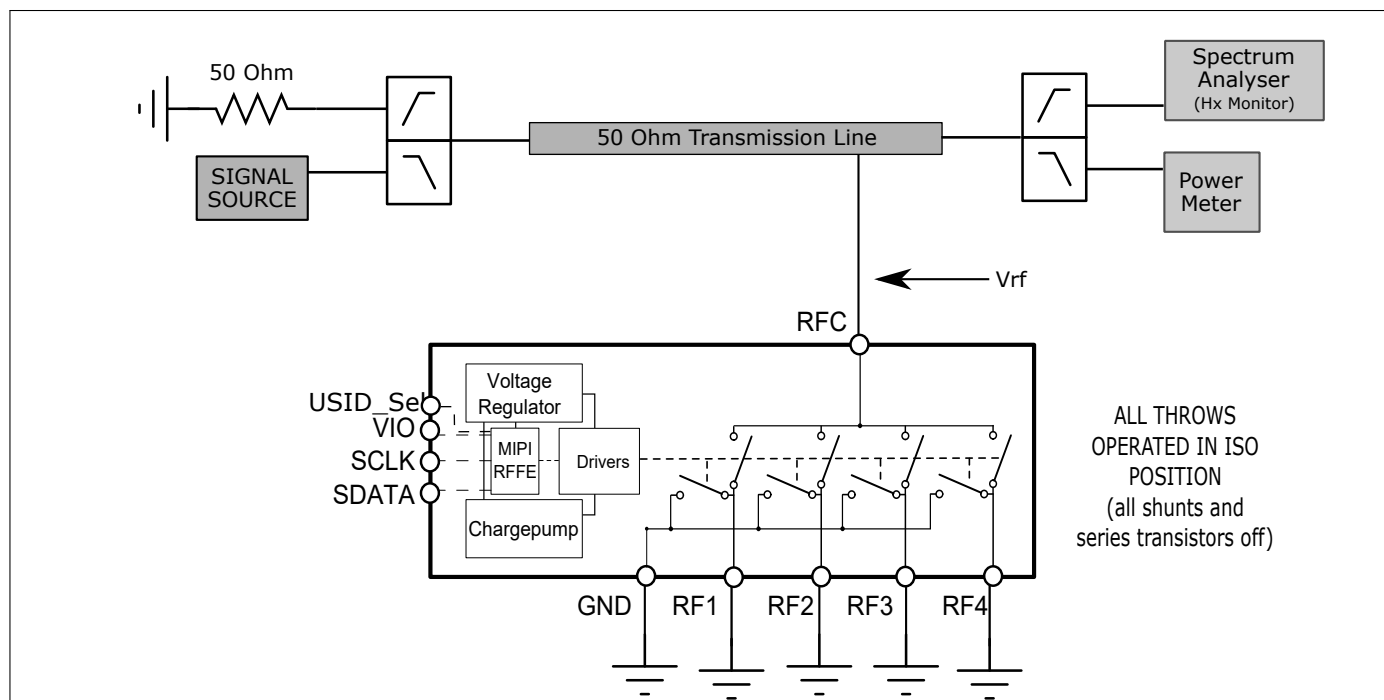 50 Ohm
SIGNAL
SOURCE
50 Ohm Transmission Line
Spectrum
Analyser
(Hx Monitor)
Power
Meter
Vrf
RFC
USID_Sel
VIO
SCLK
SDATA
Voltage
Regulator
MIPI
RFFE
Drivers
Chargepump
ALL THROWS
OPERATED IN ISO
POSITION
(all shunts and
series transistors off)
GND
RF1
RF2
RF3
RF4